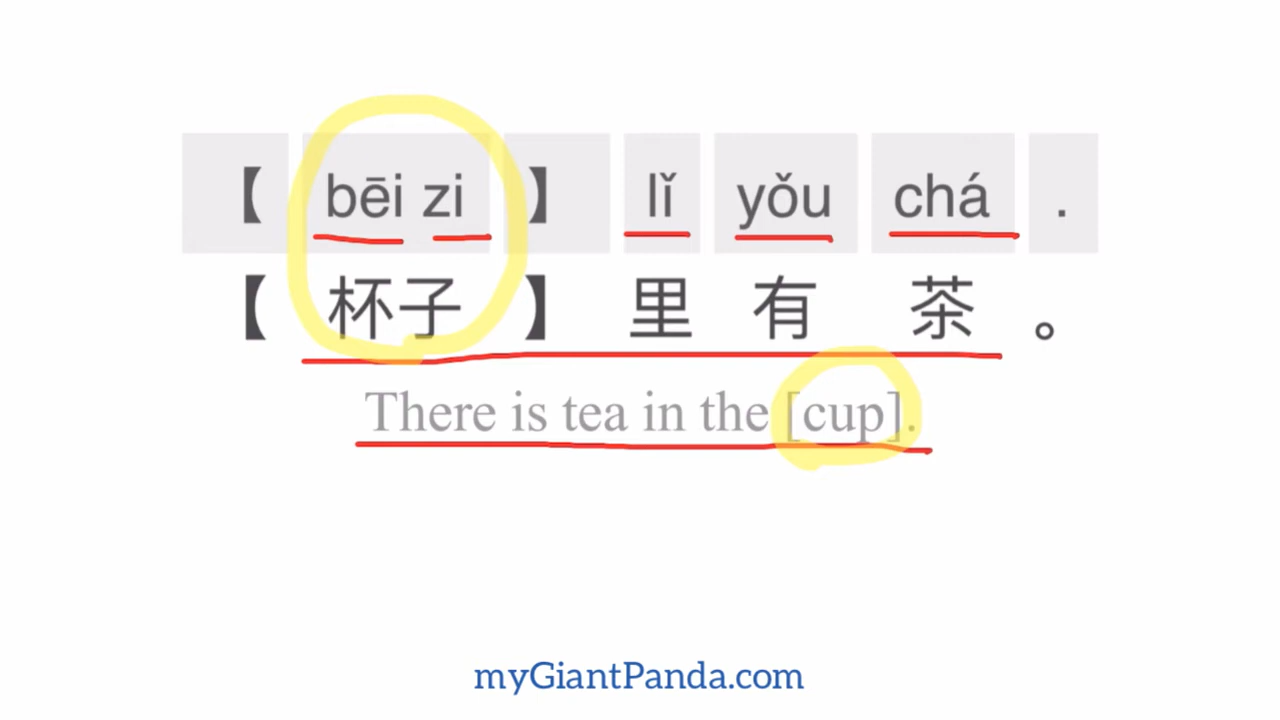 【 bēi zi 】 lǐ yǒu chá .
【 杯子 】 里 有 茶 。
There is tea in the [cup].
myGiantPanda.com